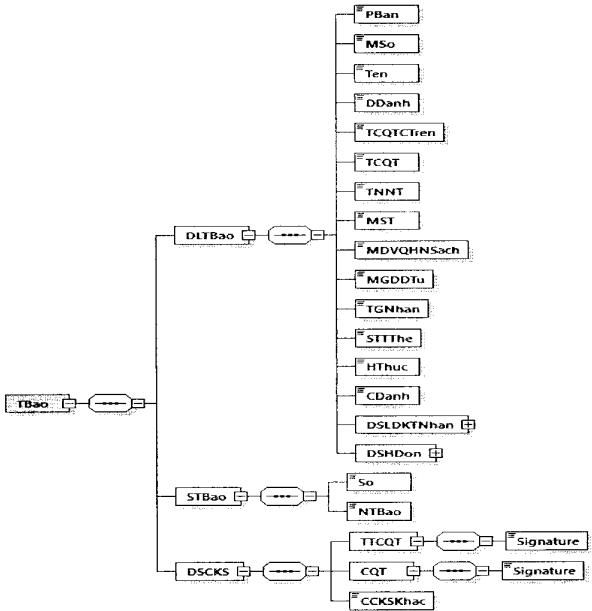 PBan
MSo
Ten
DDanh
TCQTCTren
TCQT
TNNT
MST
DLTBao
MDVQHNSach
MGDDTu
TGNhan
STTThe
HThuc
CDanh
TBao
DSLDKTNhan
DSHDon
So
STBao
NTBao
TTCQT
Signature
DSCKS
CQT
Signature
CCKSKhac